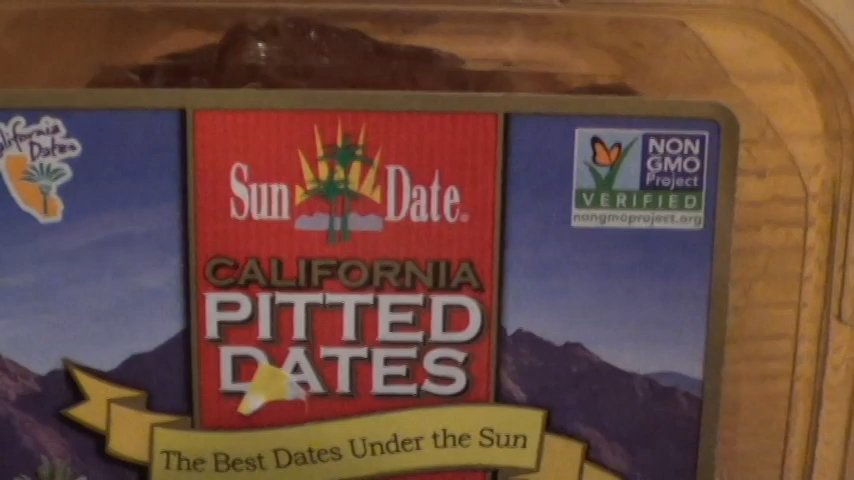 California
Dates
Sun Date®
NON
GMO
Project
VERIFIED
nongmoproject.org
CALIFORNIA
PITTED
DATES
The Best Dates Under the Sun